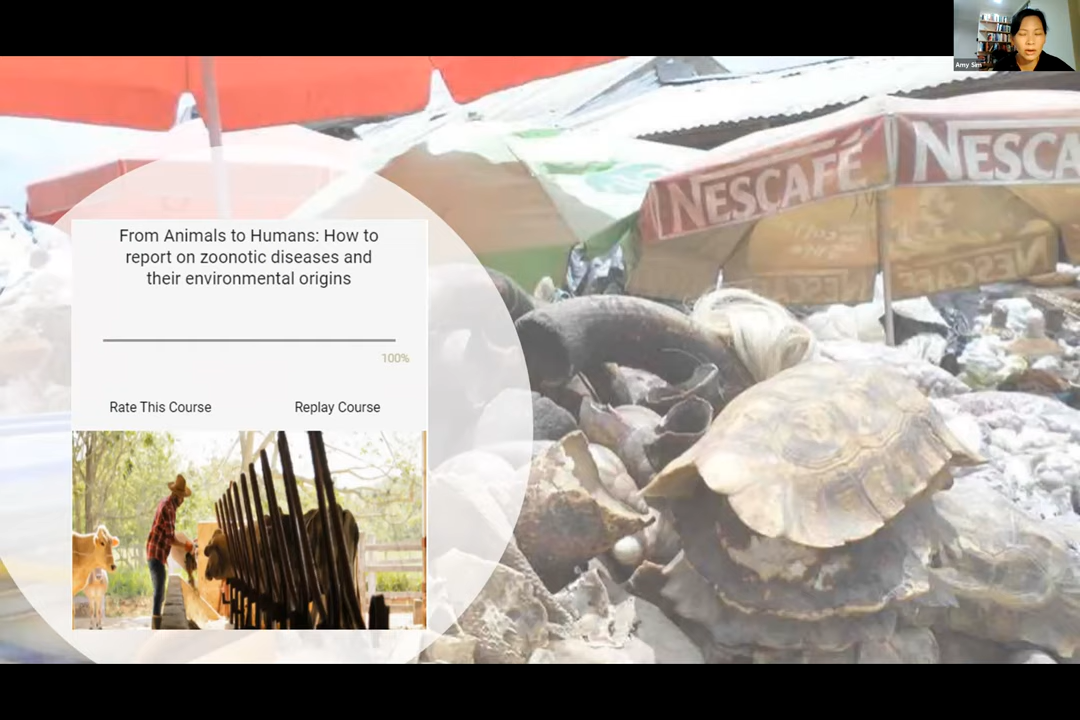 Amy Sim
NESCAFÉ
NESCA
From Animals to Humans: How to
report on zoonotic diseases and
their environmental origins
100%
Rate This Course
Replay Course